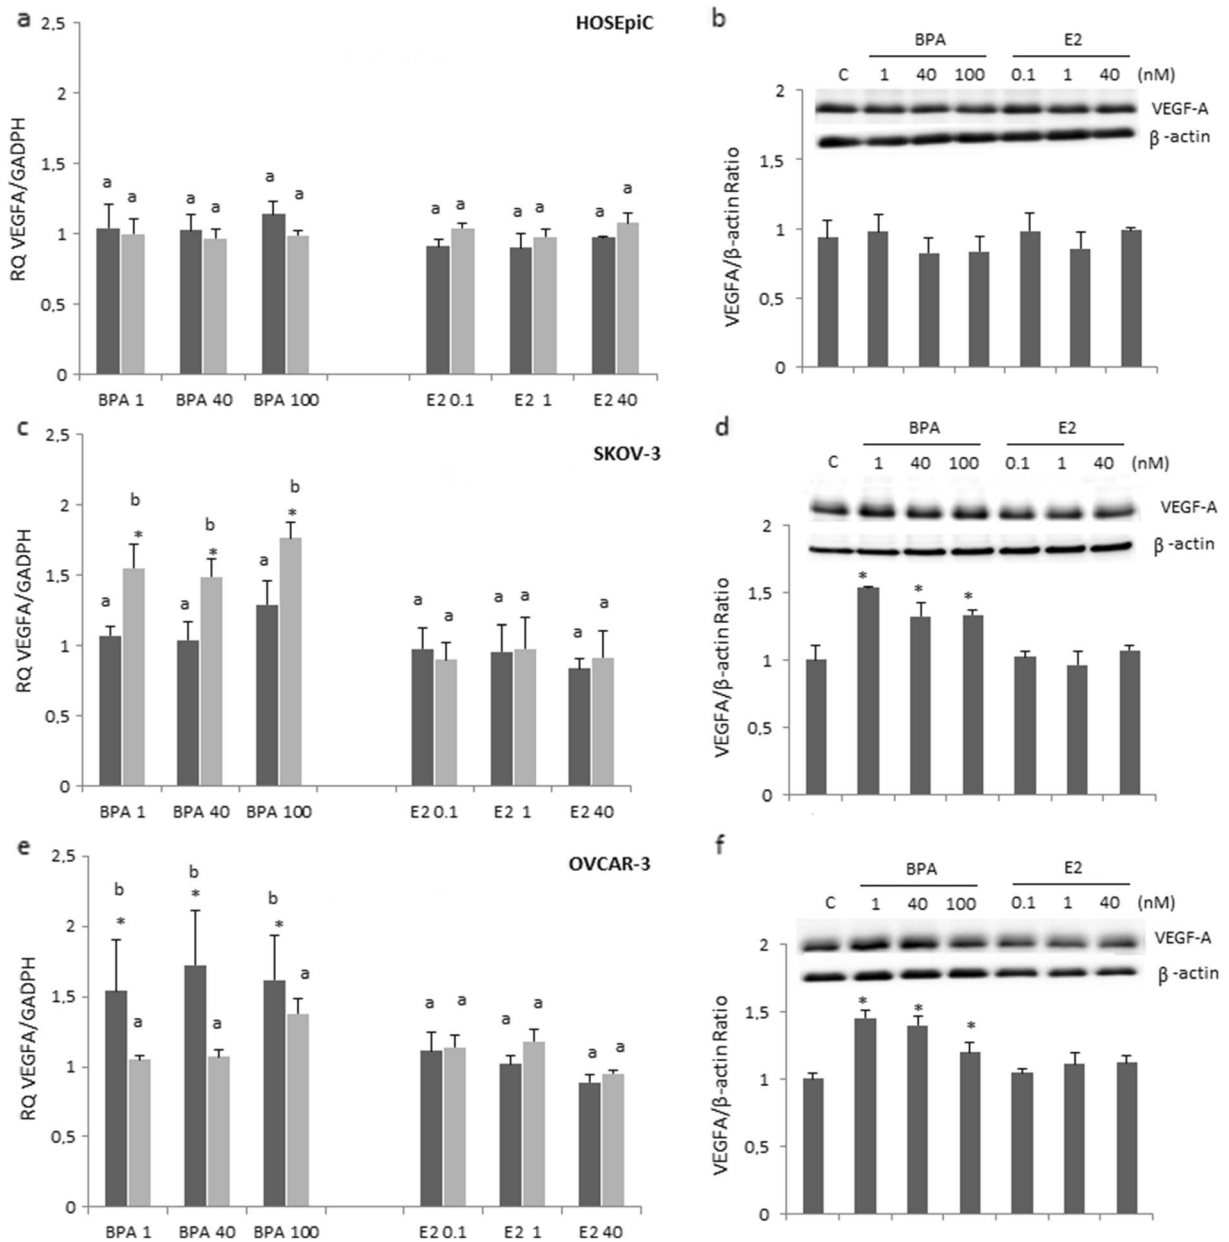 a
HOSEpiC
RQ VEGFA/GADPH
2,5
2
1,5
1
0,5
0
a a a a a a a a a a a a
BPA 1 BPA 40 BPA 100 E2 0.1 E2 1 E2 40
b
BPA E2
C 1 40 100 0.1 1 40 (nM)
VEGF-A
β-actin
VEGFA/β-actin Ratio
2
1,5
1
0,5
0
c
SKOV-3
RQ VEGFA/GADPH
2,5
2
1,5
1
0,5
0
a b * a b * a b * a a a a a a
BPA 1 BPA 40 BPA 100 E2 0.1 E2 1 E2 40
d
BPA E2
C 1 40 100 0.1 1 40 (nM)
VEGF-A
β-actin
VEGFA/β-actin Ratio
2
1,5
1
0,5
0
* * *
e
OVCAR-3
RQ VEGFA/GADPH
2,5
2
1,5
1
0,5
0
b * a b * a b * a a a a a a a
BPA 1 BPA 40 BPA 100 E2 0.1 E2 1 E2 40
f
BPA E2
C 1 40 100 0.1 1 40 (nM)
VEGF-A
β-actin
VEGFA/β-actin Ratio
2
1,5
1
0,5
0
* * *